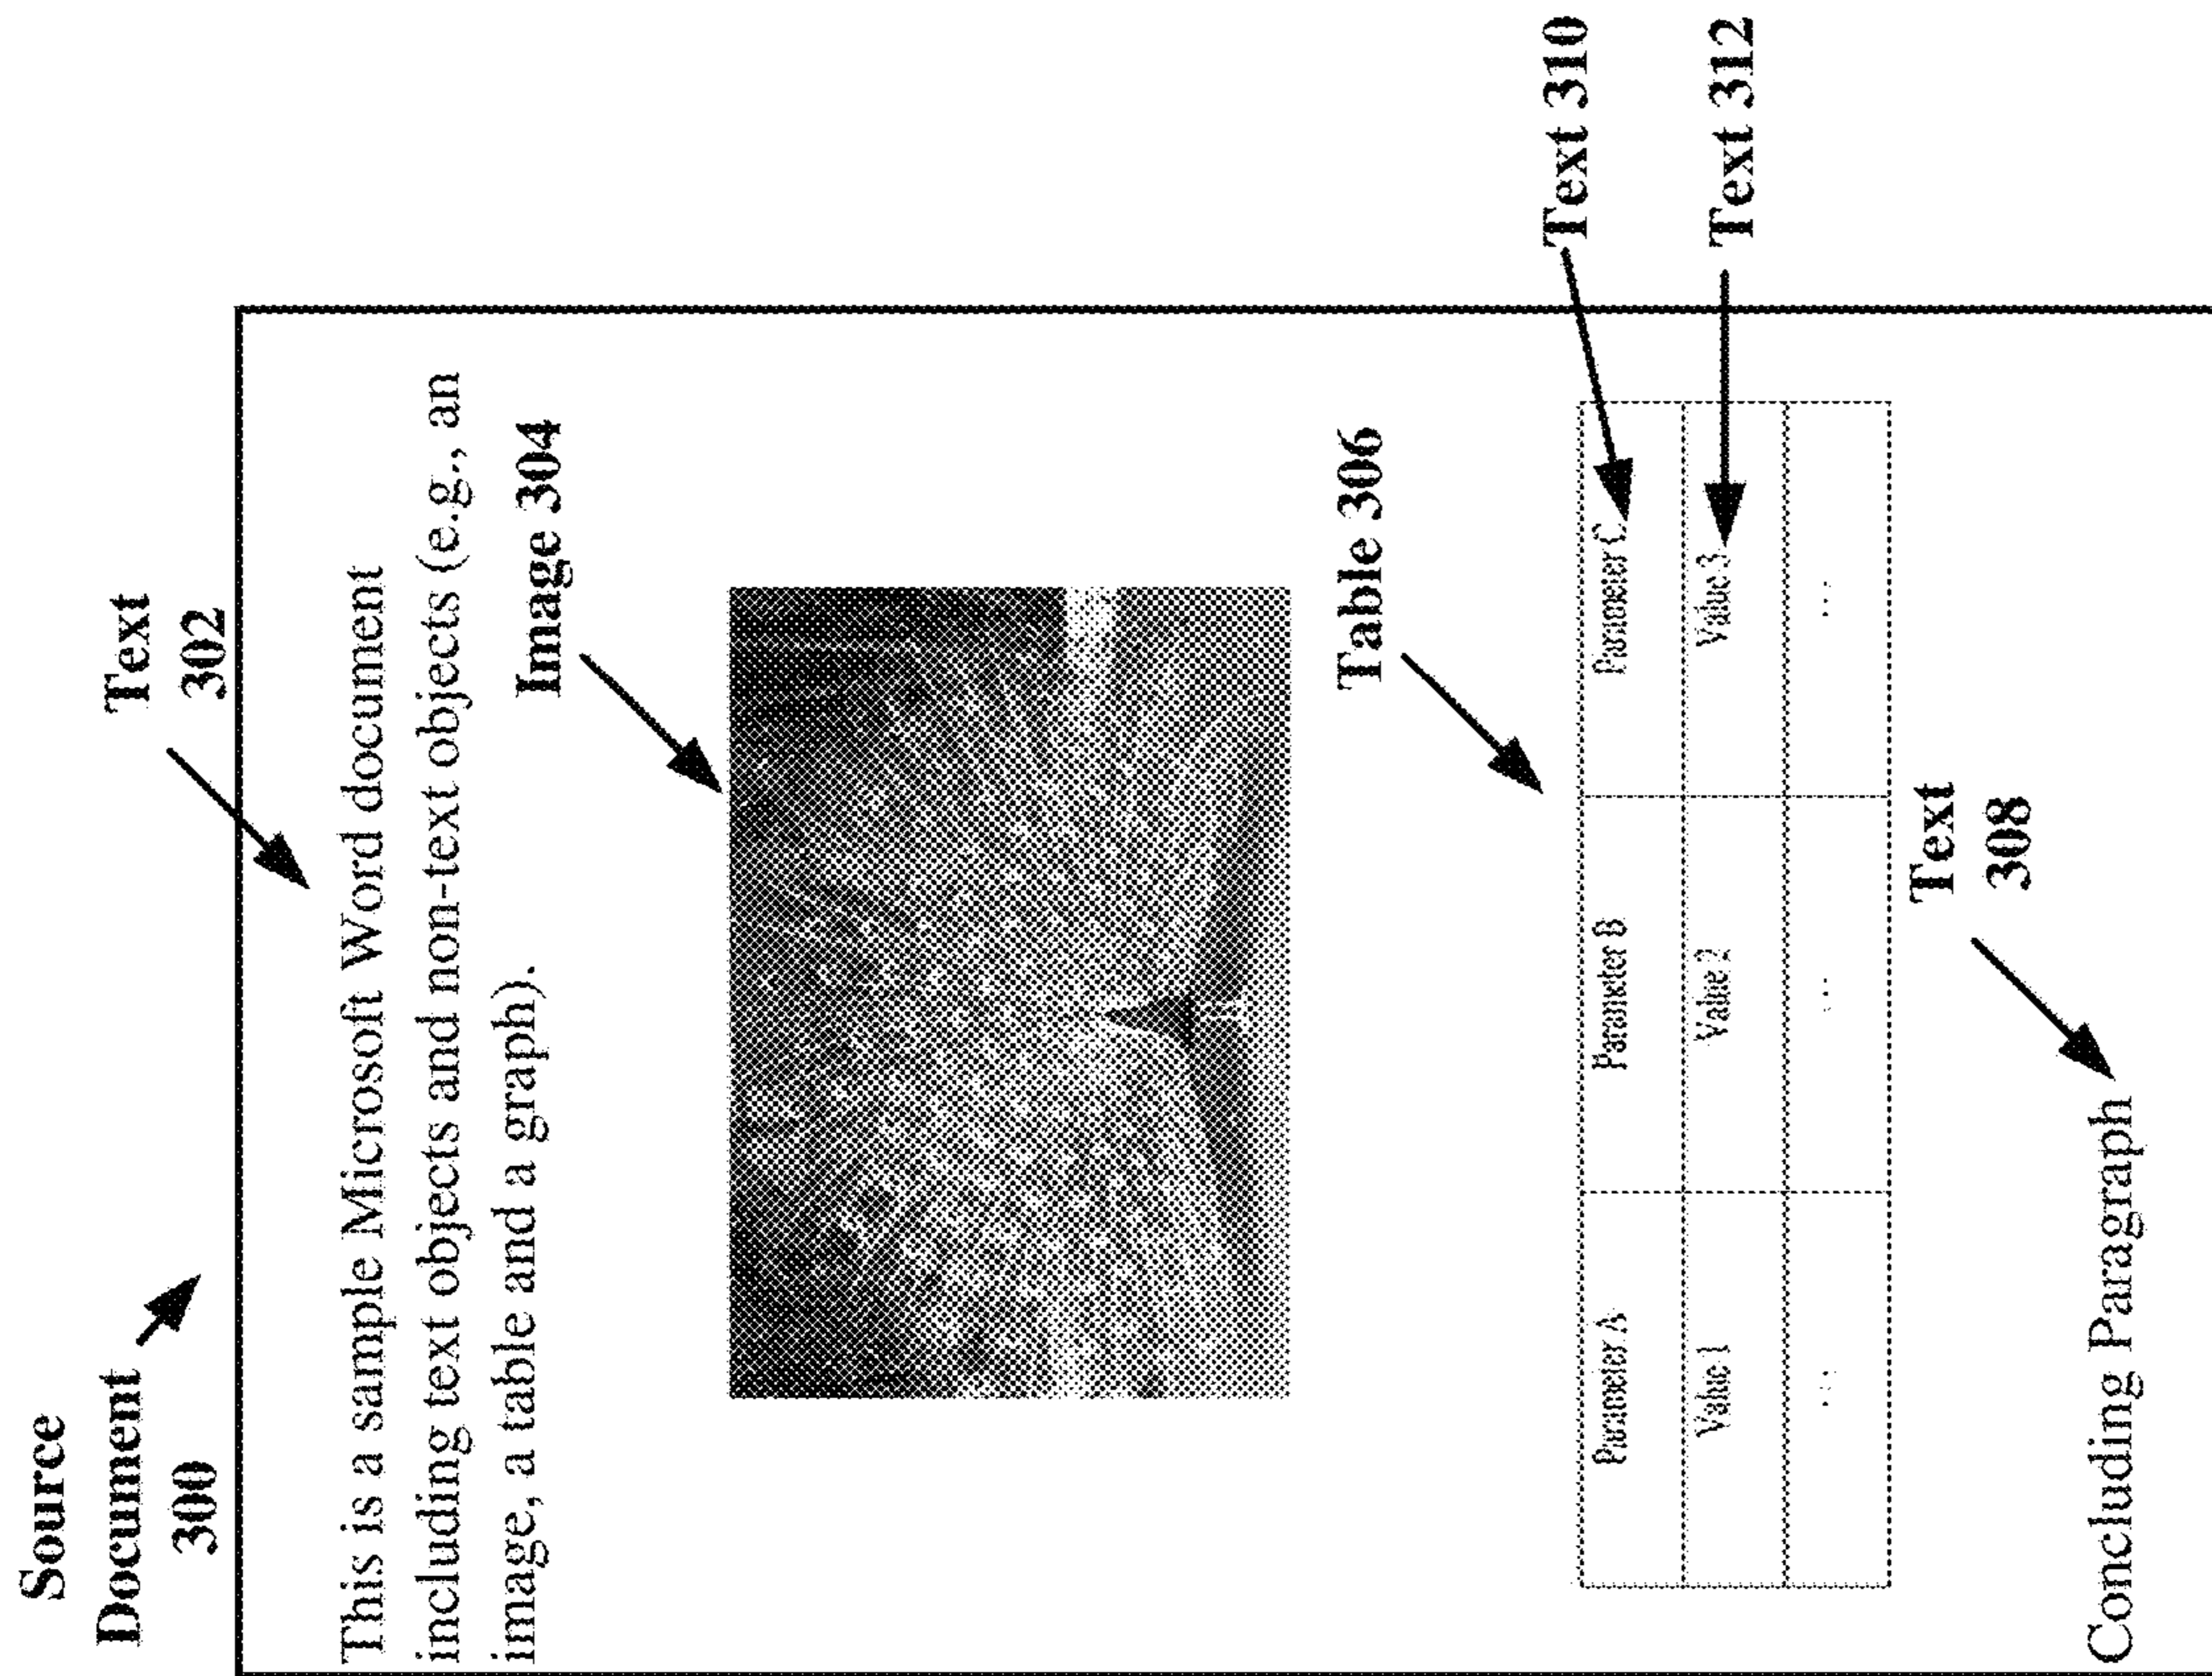 Source
Document
300
Text
302
This is a sample Microsoft Word document
including text objects and non-text objects (e.g., an
image, a table and a graph).
Image 304
Table 306
Text 310
Parameter A Parameter B Parameter C
Text 312
Value 1 Value 2 Value 3
... ... ...
Text
308
Concluding Paragraph